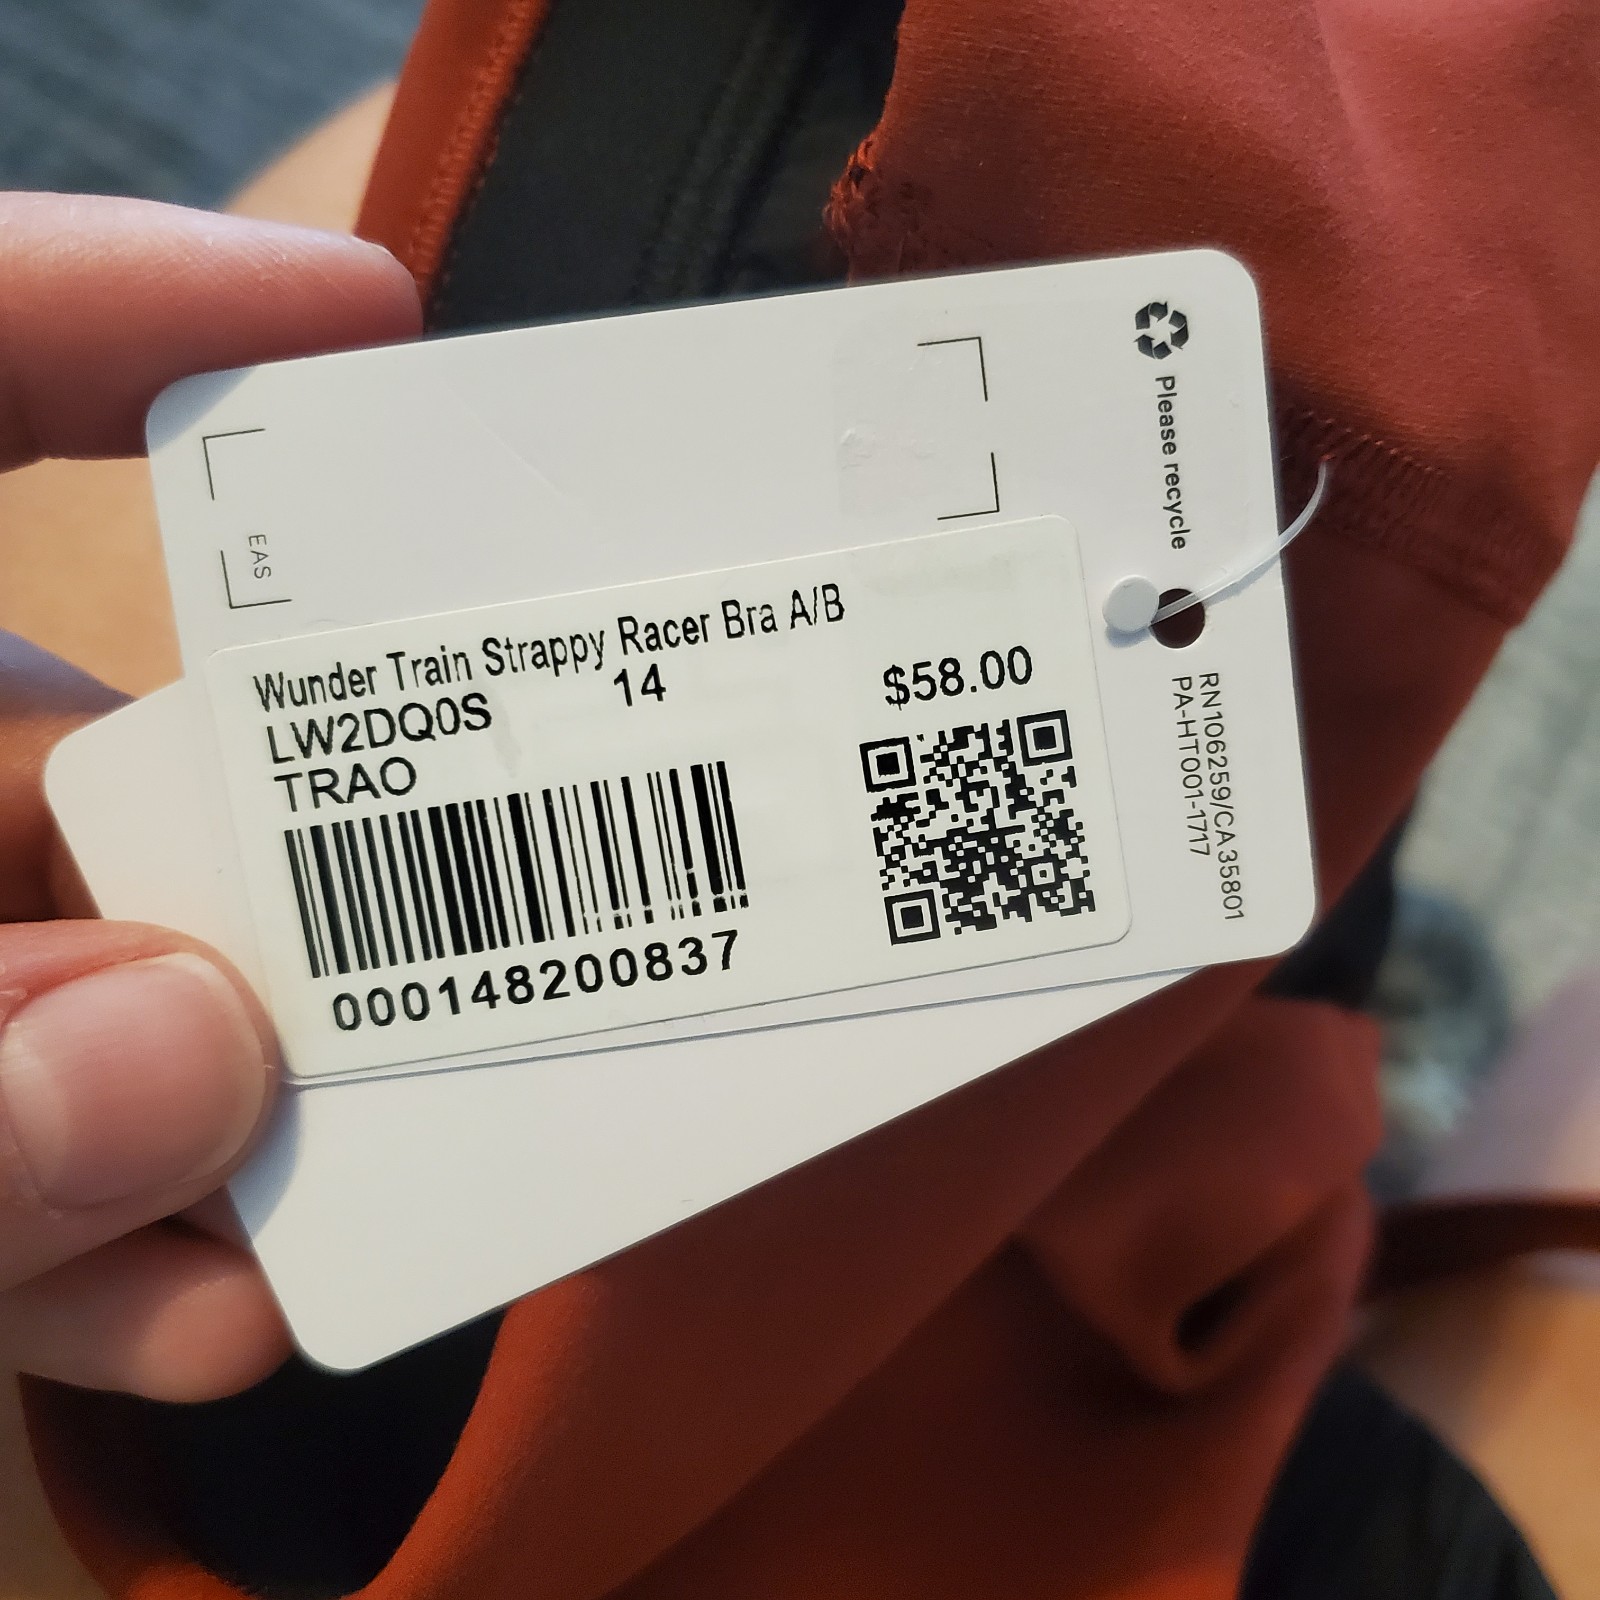 EAS
Wunder Train Strappy Racer Bra A/B
LW2DQ0S 14 $58.00
TRAO
000148200837
Please recycle
RN106259/CA35801
PA-HT001-1717